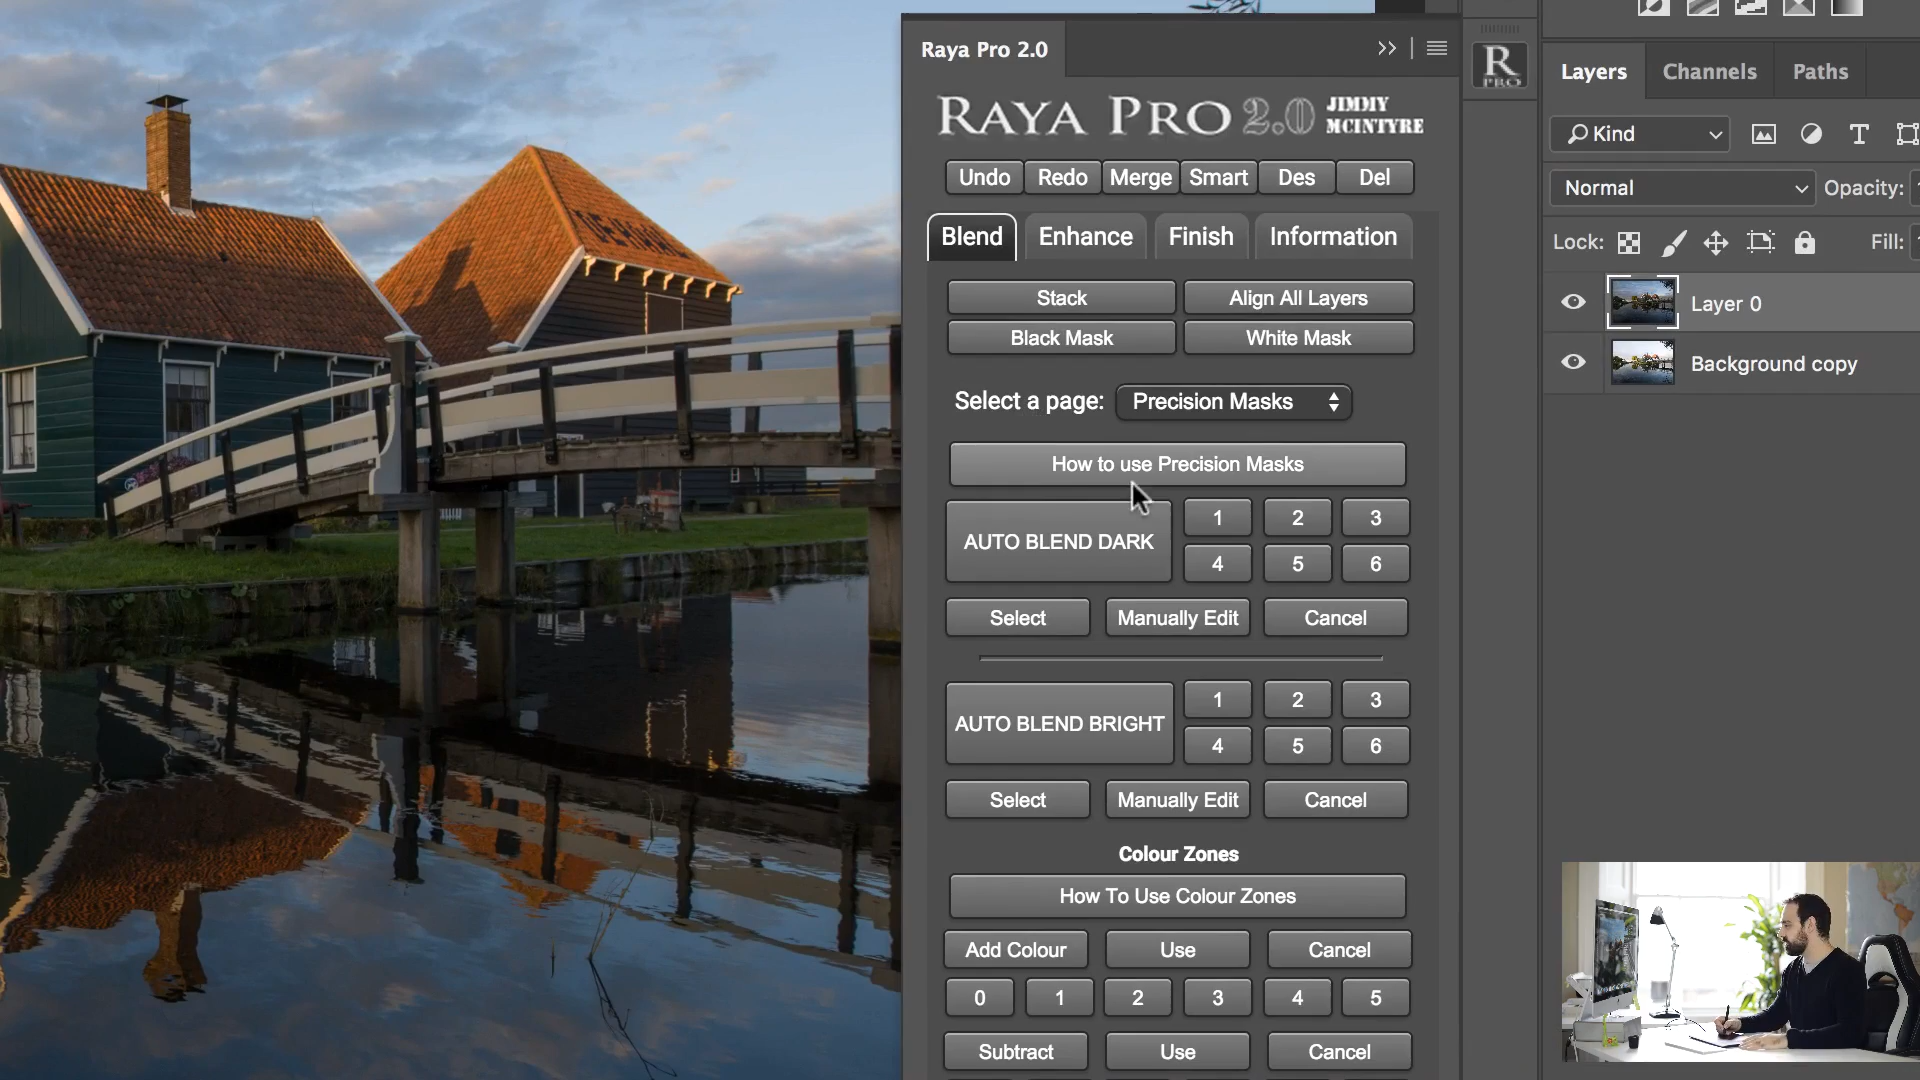 Raya Pro 2.0
RAYA PRO 2.0 JIMMY MCINTYRE
Undo Redo Merge Smart Des Del
Blend Enhance Finish Information
Stack Align All Layers
Black Mask White Mask
Select a page: Precision Masks
How to use Precision Masks
AUTO BLEND DARK 1 2 3
4 5 6
Select Manually Edit Cancel
AUTO BLEND BRIGHT 1 2 3
4 5 6
Select Manually Edit Cancel
Colour Zones
How To Use Colour Zones
Add Colour Use Cancel
0 1 2 3 4 5
Subtract Use Cancel
R
PRO
Layers Channels Paths
Kind
Normal Opacity:
Lock: Fill:
Layer 0
Background copy